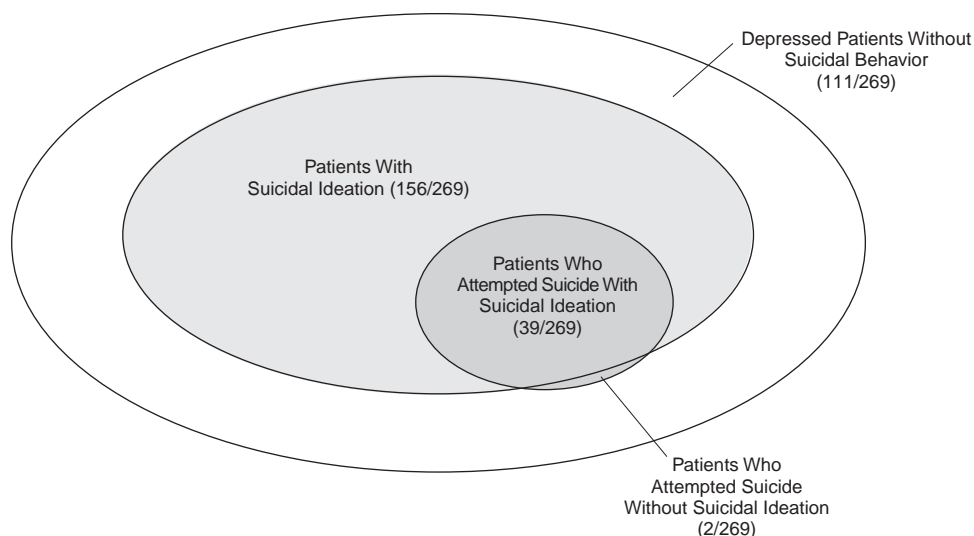 Depressed Patients Without
Suicidal Behavior
(111/269)
Patients With
Suicidal Ideation (156/269)
Patients Who
Attempted Suicide With
Suicidal Ideation
(39/269)
Patients Who
Attempted Suicide
Without Suicidal Ideation
(2/269)